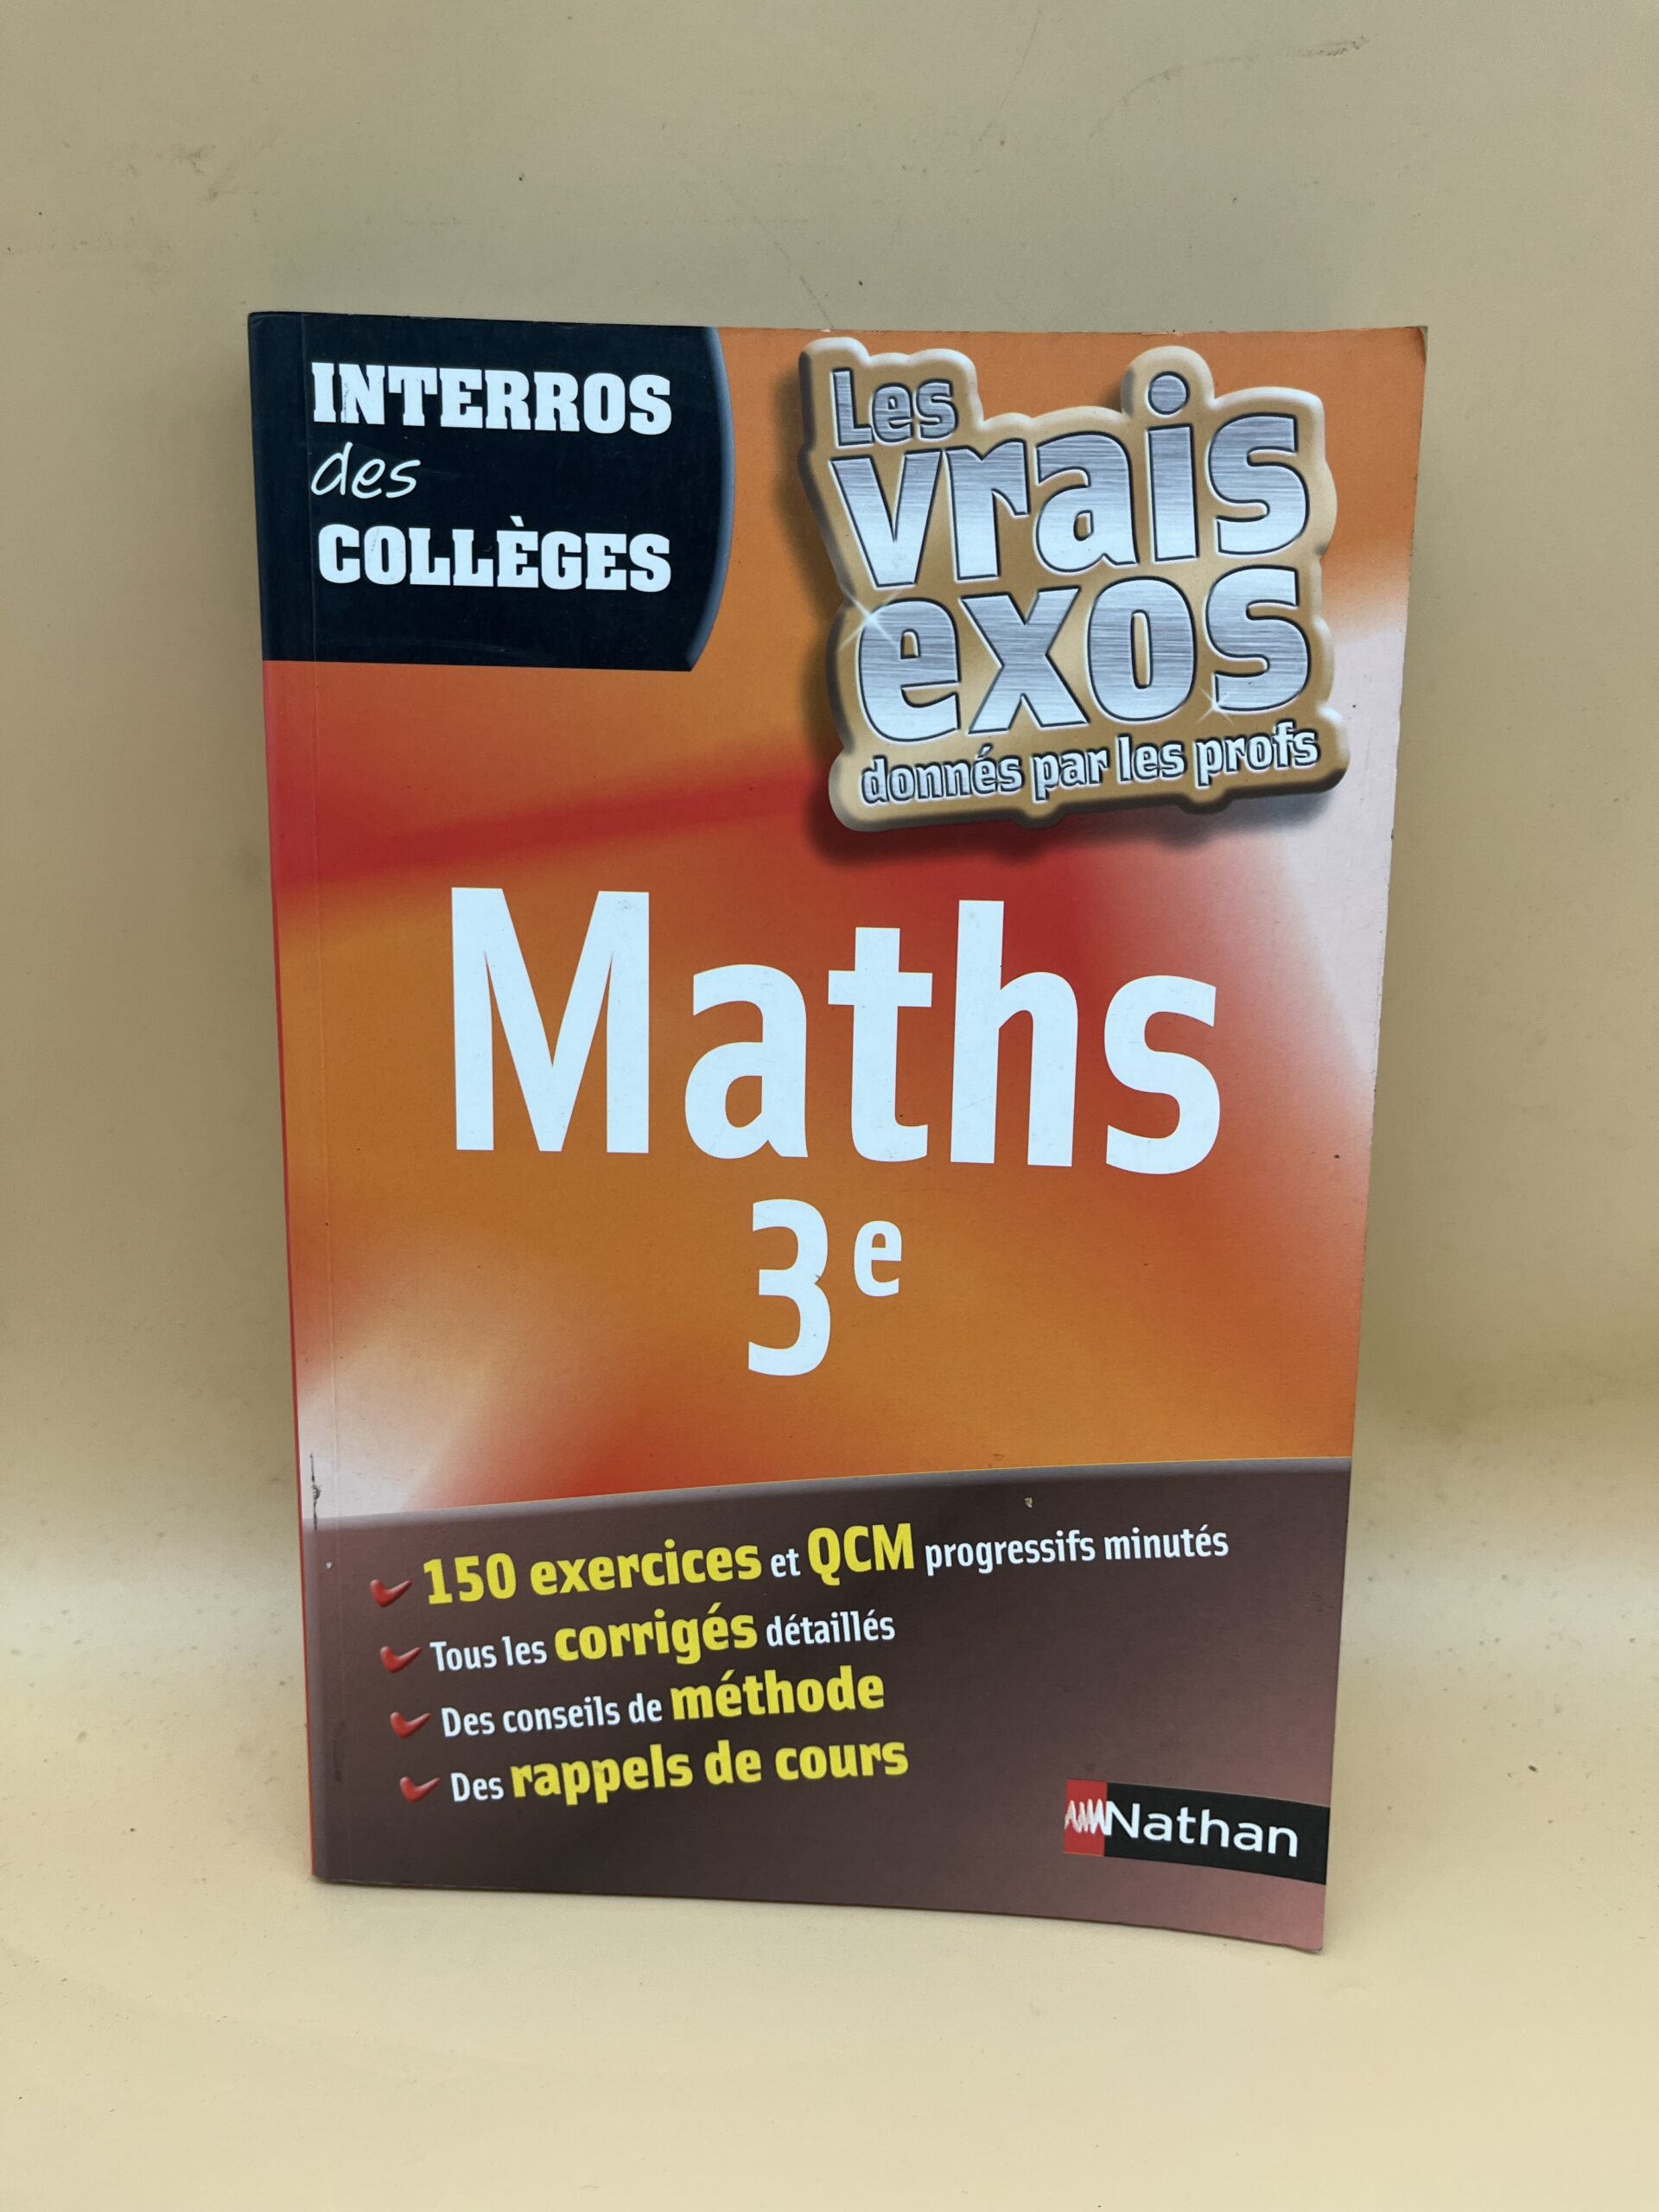 INTERROS
des
COLLÈGES
Les
vrais
exos
donnés par les profs
Maths
3e
150 exercices et QCM progressifs minutés
Tous les corrigés détaillés
Des conseils de méthode
Des rappels de cours
Nathan